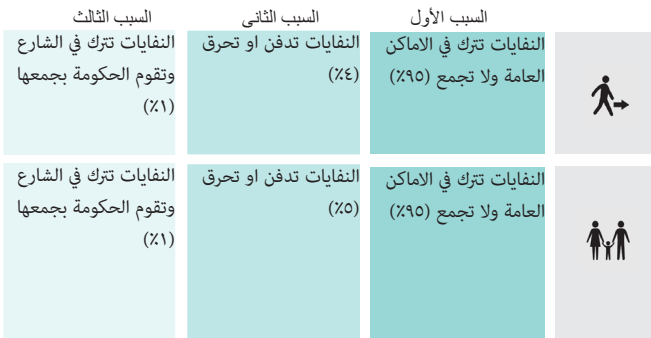 السبب الأول
السبب الثانى
السبب الثالث
النفايات تترك في الاماكن
العامة ولا تجمع (٩٥٪)
النفايات تدفن او تحرق
(٤٪)
النفايات تترك في الشارع
وتقوم الحكومة بجمعها
(١٪)
النفايات تترك في الاماكن
العامة ولا تجمع (٩٥٪)
النفايات تدفن او تحرق
(٥٪)
النفايات تترك في الشارع
وتقوم الحكومة بجمعها
(١٪)